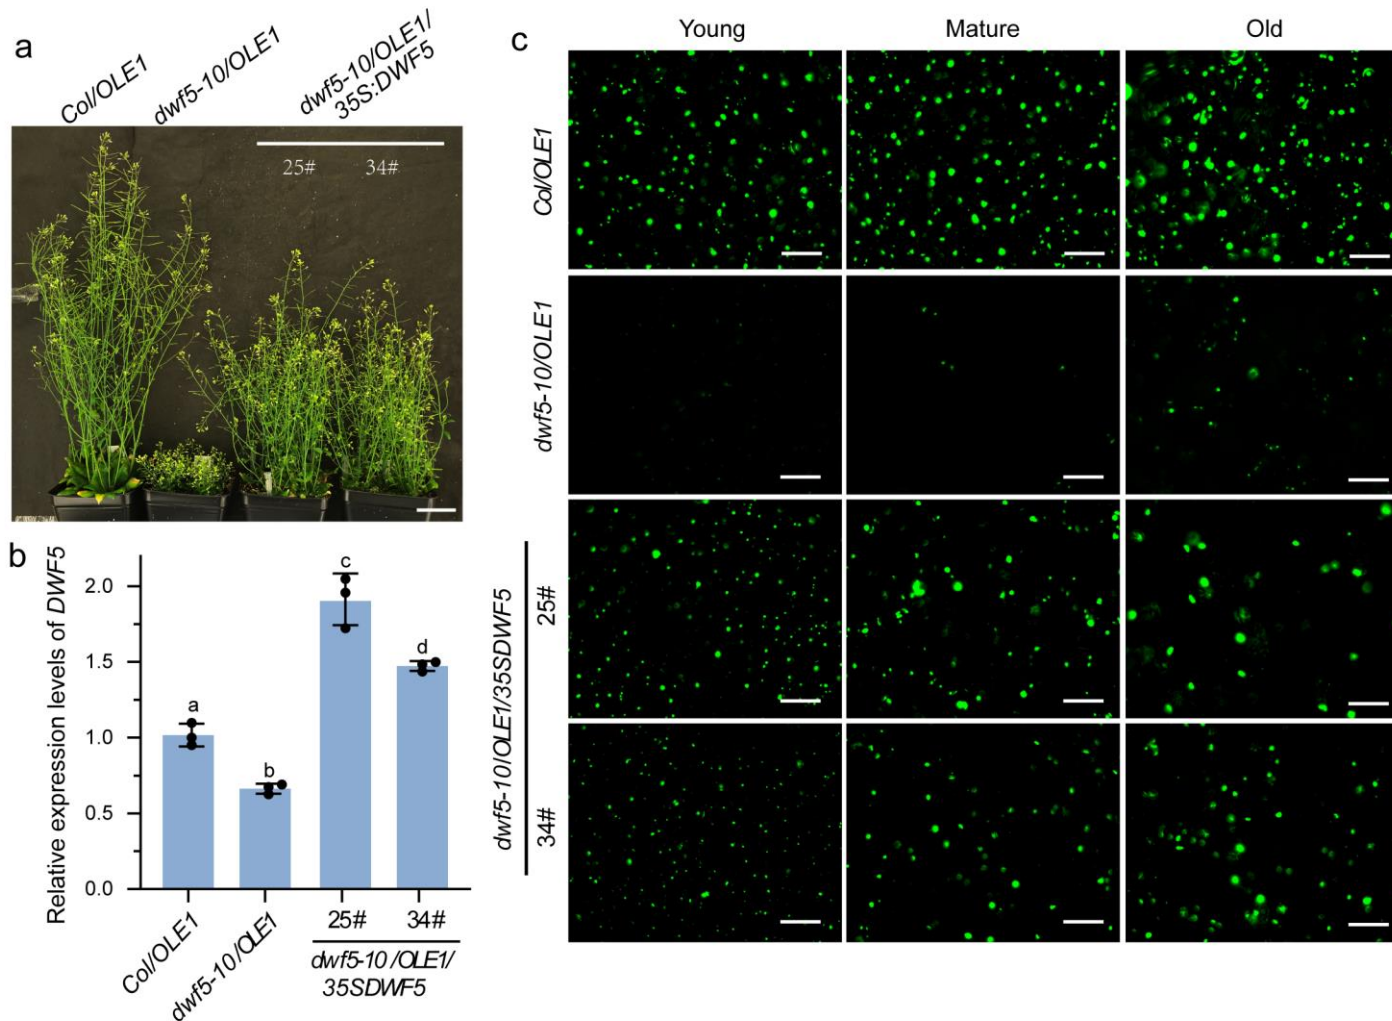 a
Col/OLE1
dwf5-10/OLE1
dwf5-10/OLE1/
35S:DWF5
25#
34#
b
Relative expression levels of DWF5
2.0
1.5
1.0
0.5
0.0
a
b
c
d
Col/OLE1
dwf5-10/OLE1
25#
34#
dwf5-10 /OLE1/
35SDWF5
c
Young
Mature
Old
Col/OLE1
dwf5-10/OLE1
dwf5-10/OLE1/35SDWF5
25#
34#